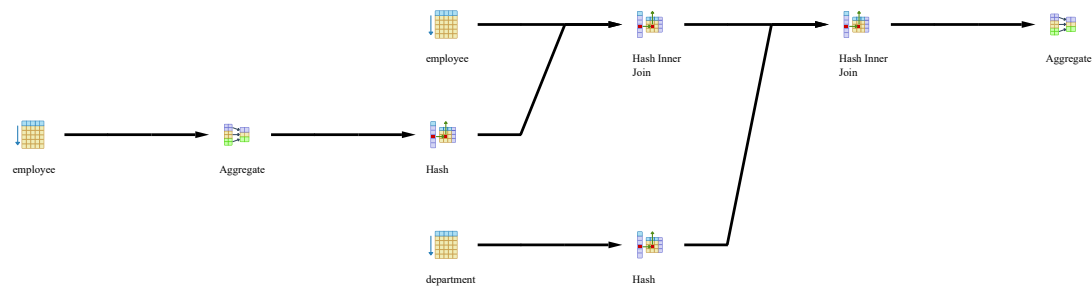 employee
Hash Inner
Join
Hash Inner
Join
Aggregate
employee
Aggregate
Hash
department
Hash